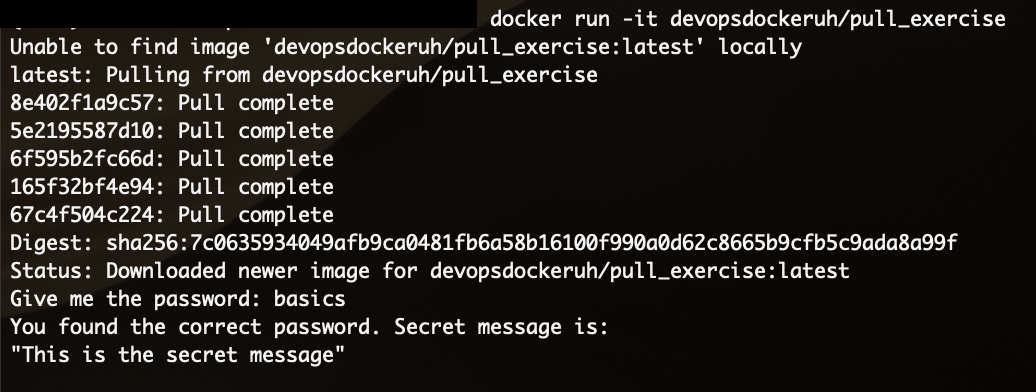 docker run -it devopsdockeruh/pull_exercise
Unable to find image 'devopsdockeruh/pull_exercise:latest' locally
latest: Pulling from devopsdockeruh/pull_exercise
8e402f1a9c57: Pull complete
5e2195587d10: Pull complete
6f595b2fc66d: Pull complete
165f32bf4e94: Pull complete
67c4f504c224: Pull complete
Digest: sha256:7c0635934049afb9ca0481fb6a58b16100f990a0d62c8665b9cfb5c9ada8a99f
Status: Downloaded newer image for devopsdockeruh/pull_exercise:latest
Give me the password: basics
You found the correct password. Secret message is:
"This is the secret message"